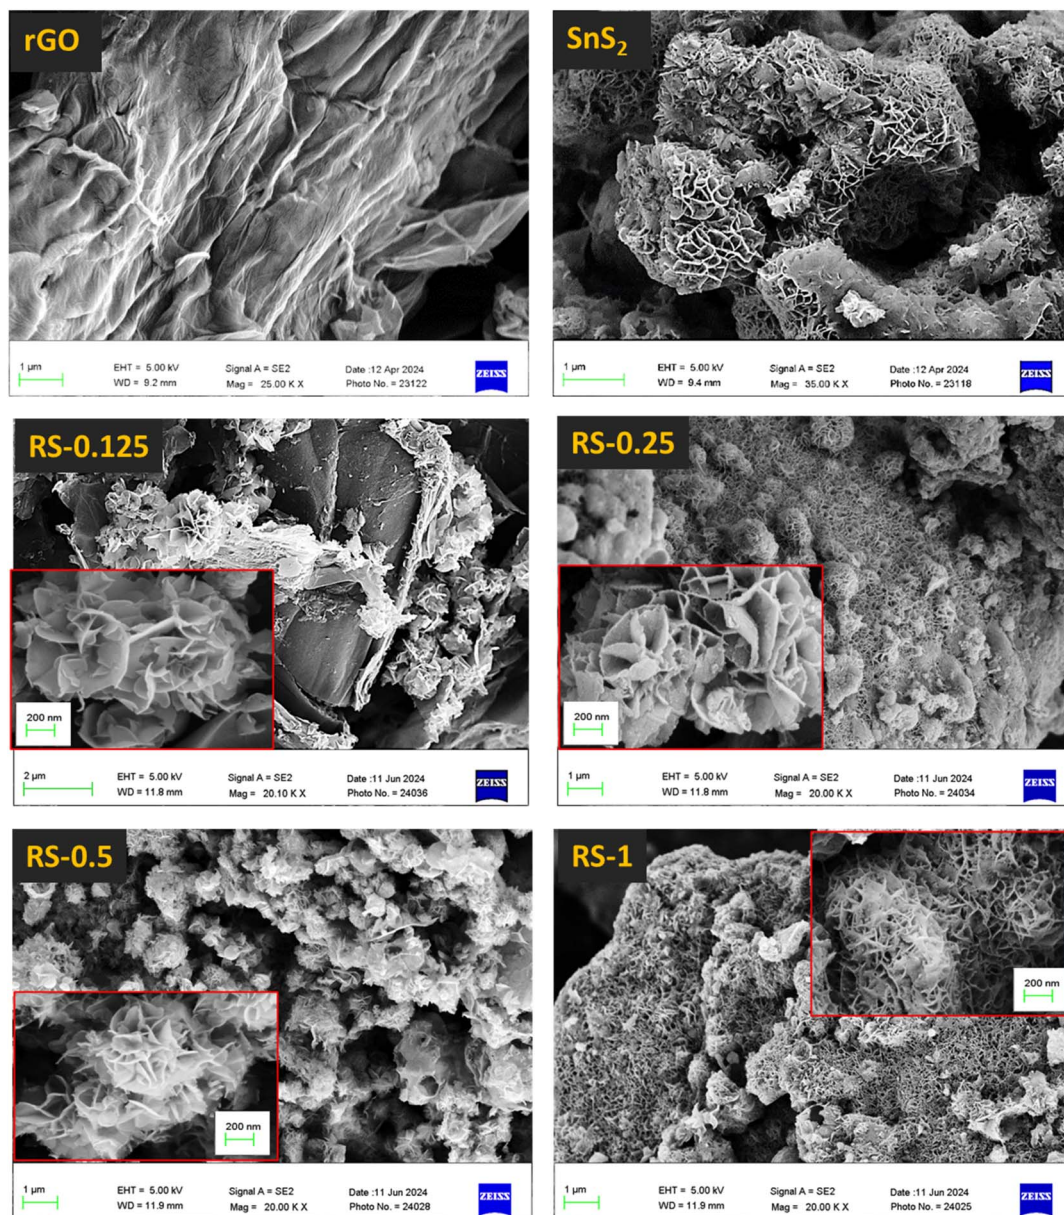 rGO
1 µm
EHT = 5.00 kV
Signal A = SE2
Date :12 Apr 2024
WD = 9.2 mm
Mag = 25.00 K X
Photo No. = 23122
ZEISS
SnS₂
1 µm
EHT = 5.00 kV
Signal A = SE2
Date :12 Apr 2024
WD = 9.4 mm
Mag = 35.00 K X
Photo No. = 23118
ZEISS
RS-0.125
200 nm
2 µm
EHT = 5.00 kV
Signal A = SE2
Date :11 Jun 2024
WD = 11.8 mm
Mag = 20.10 K X
Photo No. = 24036
ZEISS
RS-0.25
200 nm
1 µm
EHT = 5.00 kV
Signal A = SE2
Date :11 Jun 2024
WD = 11.8 mm
Mag = 20.00 K X
Photo No. = 24034
ZEISS
RS-0.5
200 nm
1 µm
EHT = 5.00 kV
Signal A = SE2
Date :11 Jun 2024
WD = 11.9 mm
Mag = 20.00 K X
Photo No. = 24028
ZEISS
RS-1
200 nm
1 µm
EHT = 5.00 kV
Signal A = SE2
Date :11 Jun 2024
WD = 11.9 mm
Mag = 20.00 K X
Photo No. = 24025
ZEISS